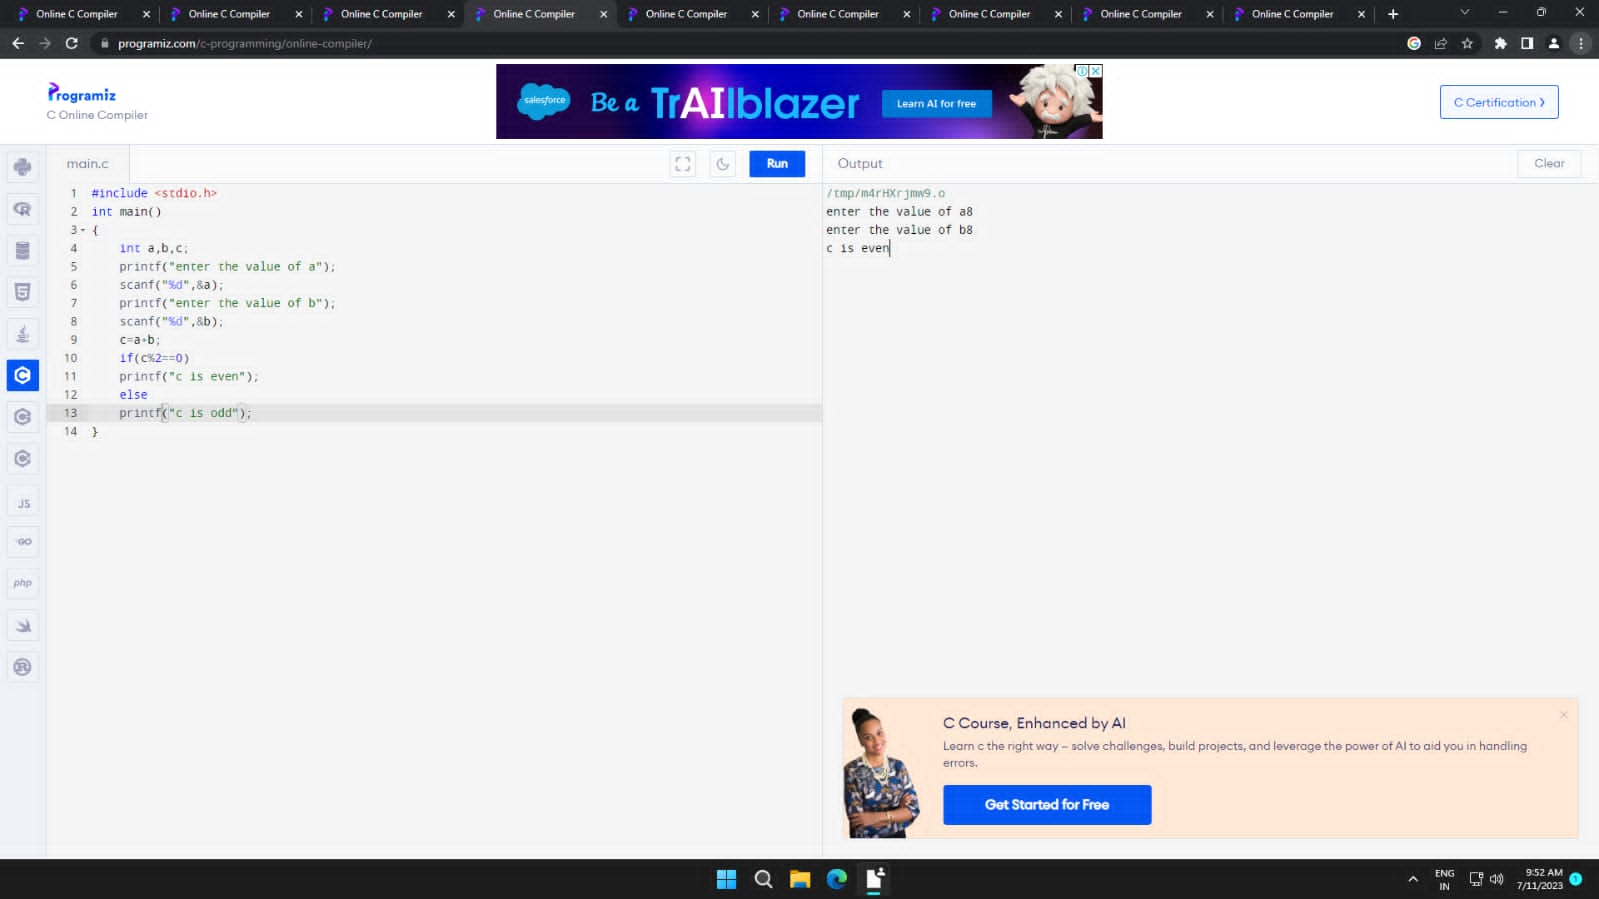 Online C Compiler
Online C Compiler
Online C Compiler
Online C Compiler
Online C Compiler
Online C Compiler
Online C Compiler
Online C Compiler
Online C Compiler
programiz.com/c-programming/online-compiler/
Programiz
C Online Compiler
salesforce
Be a TrAIlblazer
Learn AI for free
C Certification
main.c
Run
Output
Clear
1 #include <stdio.h>
2 int main()
3 {
4 int a,b,c;
5 printf("enter the value of a");
6 scanf("%d",&a);
7 printf("enter the value of b");
8 scanf("%d",&b);
9 c=a+b;
10 if(c%2==0)
11 printf("c is even");
12 else
13 printf("c is odd");
14 }
/tmp/m4rHXrjmw9.o
enter the value of a8
enter the value of b8
c is even
JS
GO
php
C Course, Enhanced by AI
Learn c the right way – solve challenges, build projects, and leverage the power of AI to aid you in handling
errors.
Get Started for Free
ENG
IN
9:52 AM
7/11/2023
1